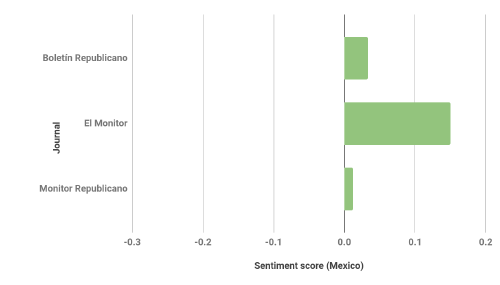 Boletín Republicano
El Monitor
Monitor Republicano
Journal
-0.3 -0.2 -0.1 0.0 0.1 0.2
Sentiment score (Mexico)